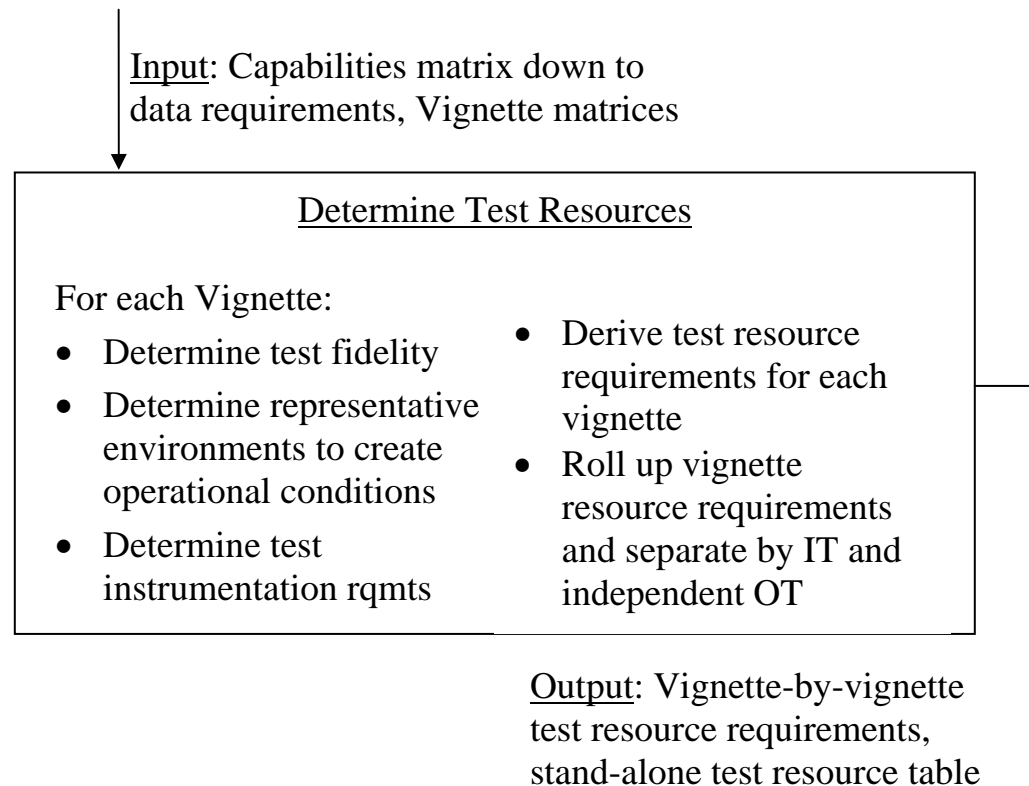 Input: Capabilities matrix down to
data requirements, Vignette matrices
Determine Test Resources
For each Vignette:
• Determine test fidelity
• Determine representative
environments to create
operational conditions
• Determine test
instrumentation rqmts
• Derive test resource
requirements for each
vignette
• Roll up vignette
resource requirements
and separate by IT and
independent OT
Output: Vignette-by-vignette
test resource requirements,
stand-alone test resource table